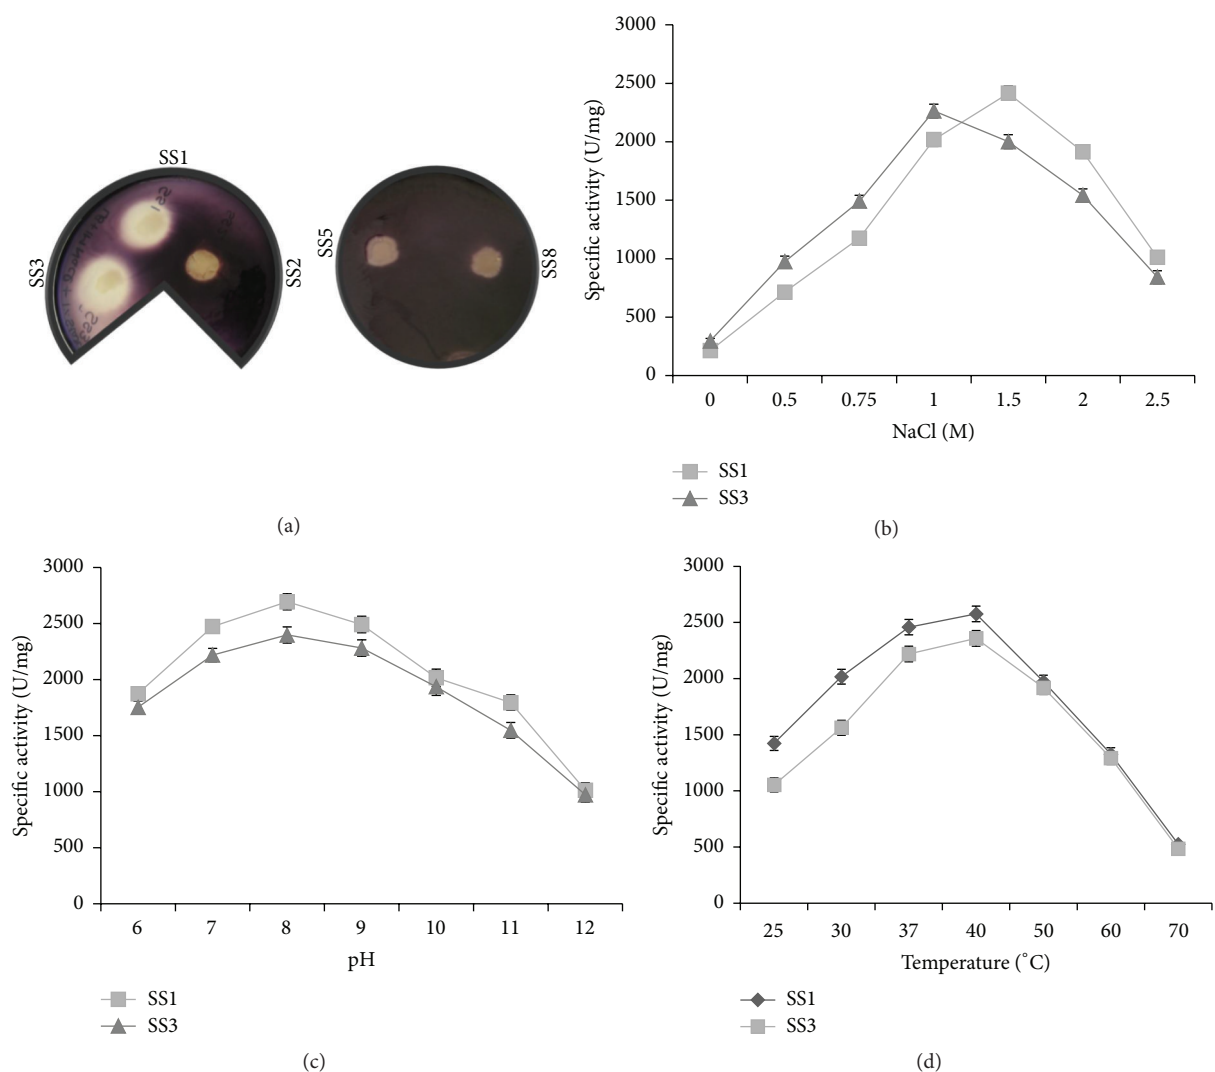 SS1
SS3
SS2
SS5
SS8
(a)
3000
2500
2000
1500
1000
500
0
Specific activity (U/mg)
0 0.5 0.75 1 1.5 2 2.5
NaCl (M)
SS1
SS3
(b)
3000
2500
2000
1500
1000
500
0
Specific activity (U/mg)
6 7 8 9 10 11 12
pH
SS1
SS3
(c)
3000
2500
2000
1500
1000
500
0
Specific activity (U/mg)
25 30 37 40 50 60 70
Temperature (°C)
SS1
SS3
(d)